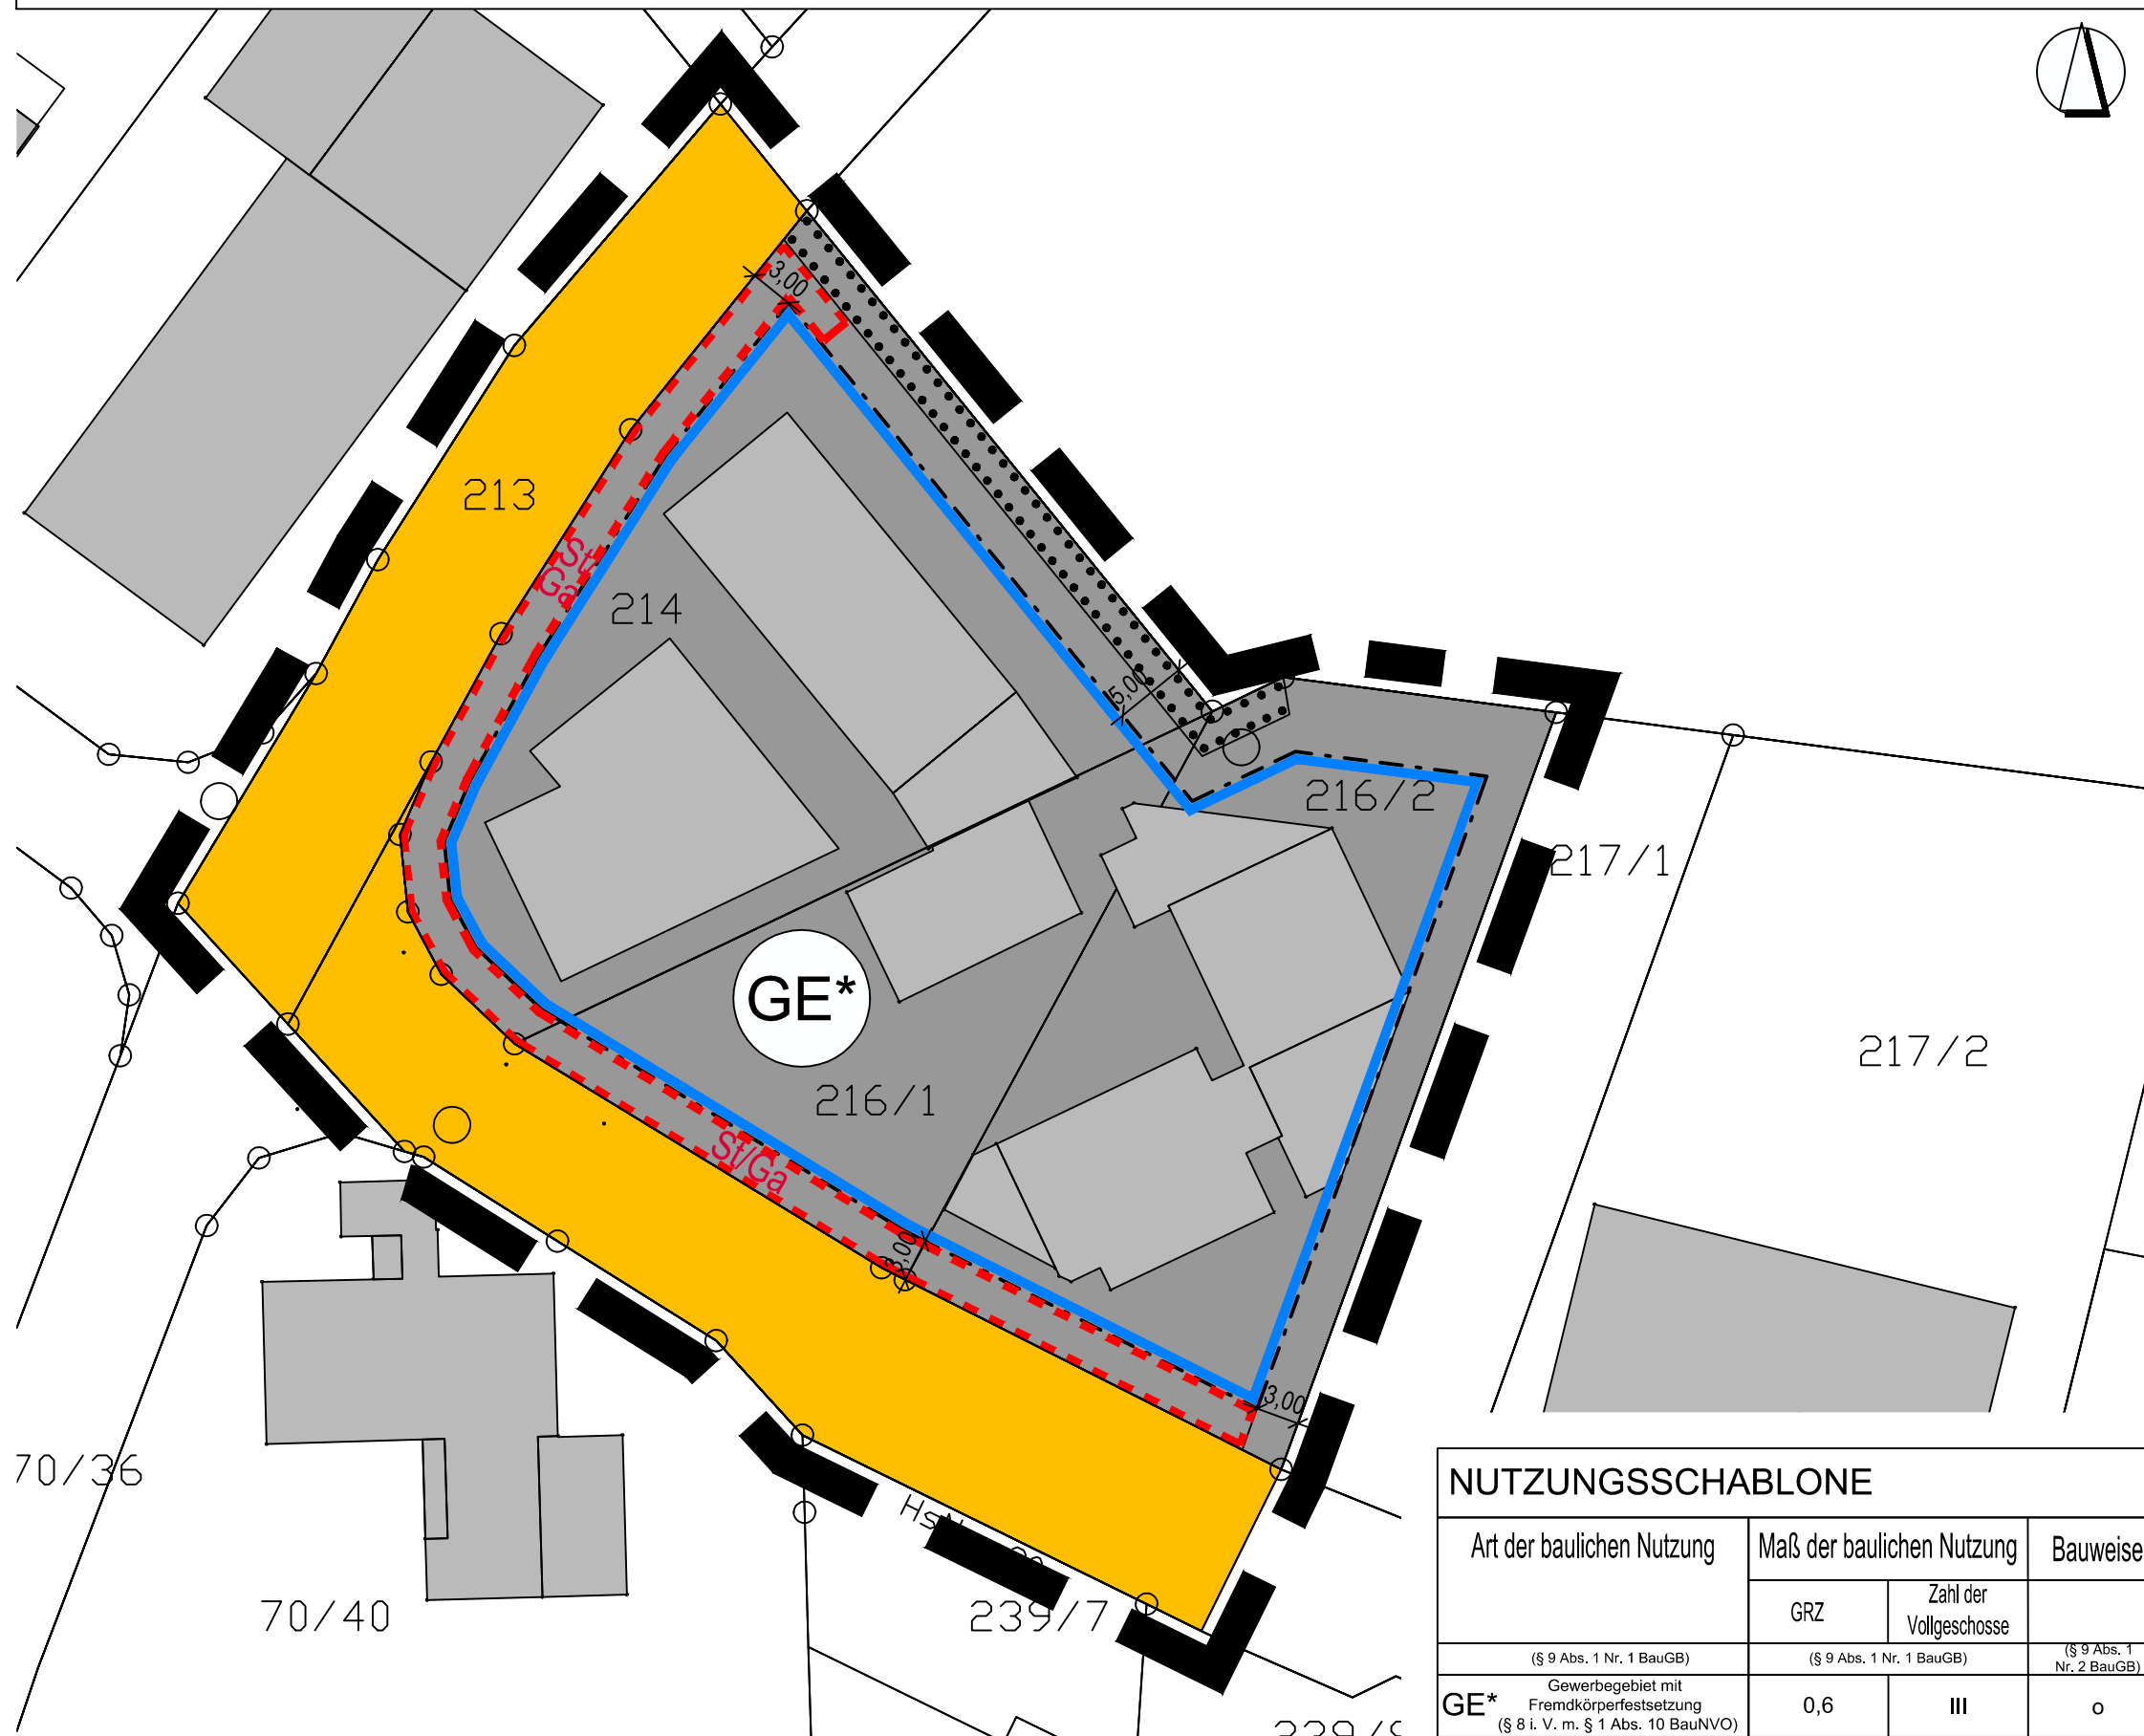 3,00
213
St/
Ga
214
5,00
216/2
217/1
GE*
217/2
216/1
St/Ga
3,00
3,00
70/36
70/40
239/7
NUTZUNGSSCHABLONE
Art der baulichen Nutzung
Maß der baulichen Nutzung
Bauweise
GRZ
Zahl der
Vollgeschosse
(§ 9 Abs. 1 Nr. 1 BauGB)
(§ 9 Abs. 1 Nr. 1 BauGB)
(§ 9 Abs. 1
Nr. 2 BauGB)
GE*
Gewerbegebiet mit
Fremdkörperfestsetzung
(§ 8 i. V. m. § 1 Abs. 10 BauNVO)
0,6
III
o